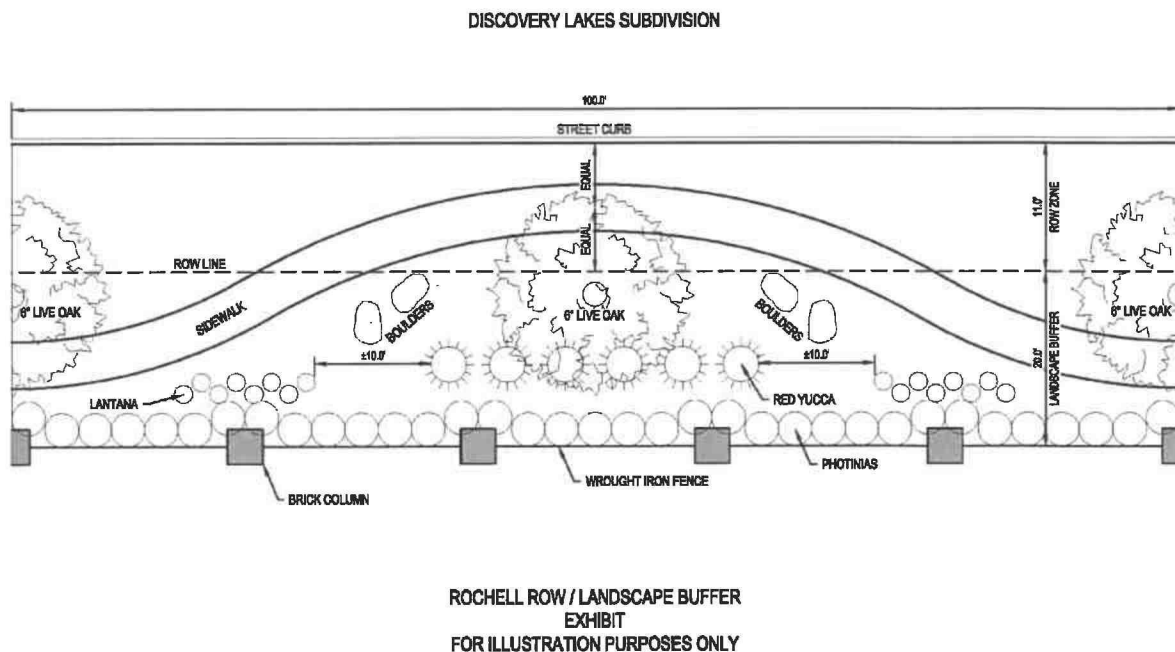 DISCOVERY LAKES SUBDIVISION
100.0'
STREET CURB
EQUAL
EQUAL
11.0'
ROW ZONE
ROW LINE
6" LIVE OAK
SIDEWALK
BOULDERS
6" LIVE OAK
BOULDERS
6" LIVE OAK
±10.0'
±10.0'
20.0'
LANDSCAPE BUFFER
LANTANA
RED YUCCA
PHOTINIAS
WROUGHT IRON FENCE
BRICK COLUMN
ROCHELL ROW / LANDSCAPE BUFFER
EXHIBIT
FOR ILLUSTRATION PURPOSES ONLY